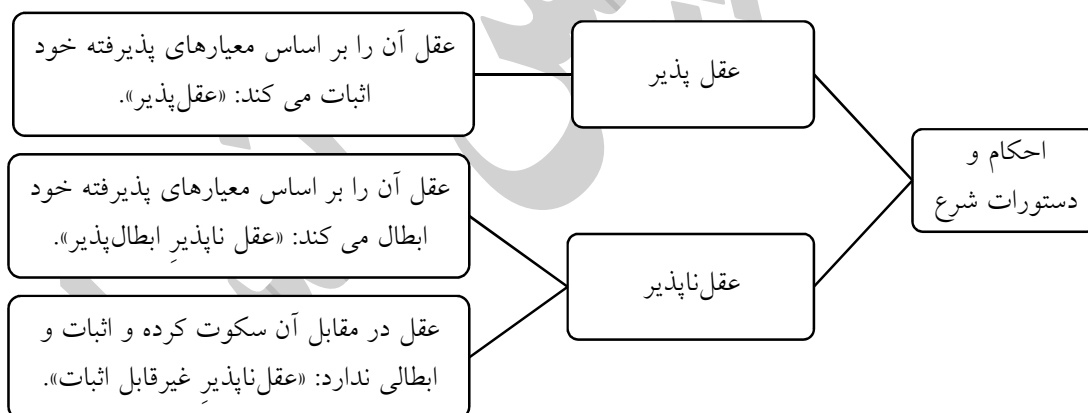 احکام و
دستورات شرع
عقل پذیر
عقل آن را بر اساس معیارهای پذیرفته خود
اثبات می کند: «عقل‌پذیر».
عقل‌ناپذیر
عقل آن را بر اساس معیارهای پذیرفته خود
ابطال می کند: «عقل ناپذیرِ ابطال‌پذیر».
عقل در مقابل آن سکوت کرده و اثبات و
ابطالی ندارد: «عقل‌ناپذیرِ غیرقابل اثبات».